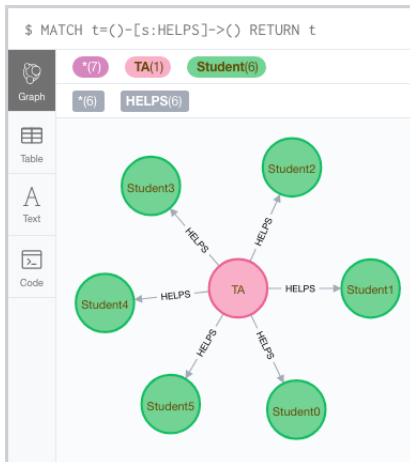 $ MATCH t=()-[s:HELPS]->() RETURN t
*(7) TA(1) Student(6)
*(6) HELPS(6)
Graph
Table
A
Text
>_
Code
Student2
Student3
HELPS
HELPS
TA
HELPS
Student1
HELPS
Student4
HELPS
HELPS
Student5
Student0